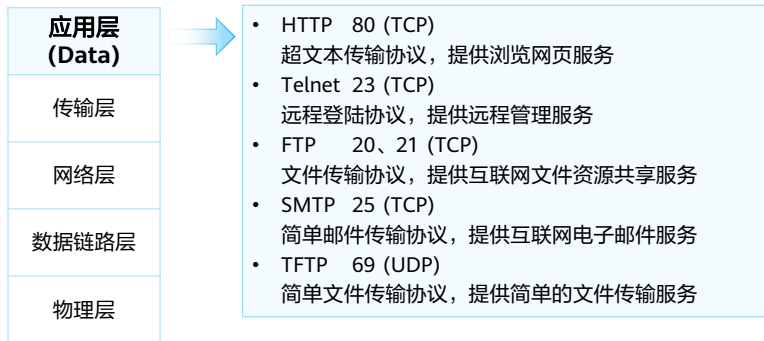 应用层
(Data)
传输层
网络层
数据链路层
物理层
• HTTP 80 (TCP)
超文本传输协议，提供浏览网页服务
• Telnet 23 (TCP)
远程登陆协议，提供远程管理服务
• FTP 20、21 (TCP)
文件传输协议，提供互联网文件资源共享服务
• SMTP 25 (TCP)
简单邮件传输协议，提供互联网电子邮件服务
• TFTP 69 (UDP)
简单文件传输协议，提供简单的文件传输服务